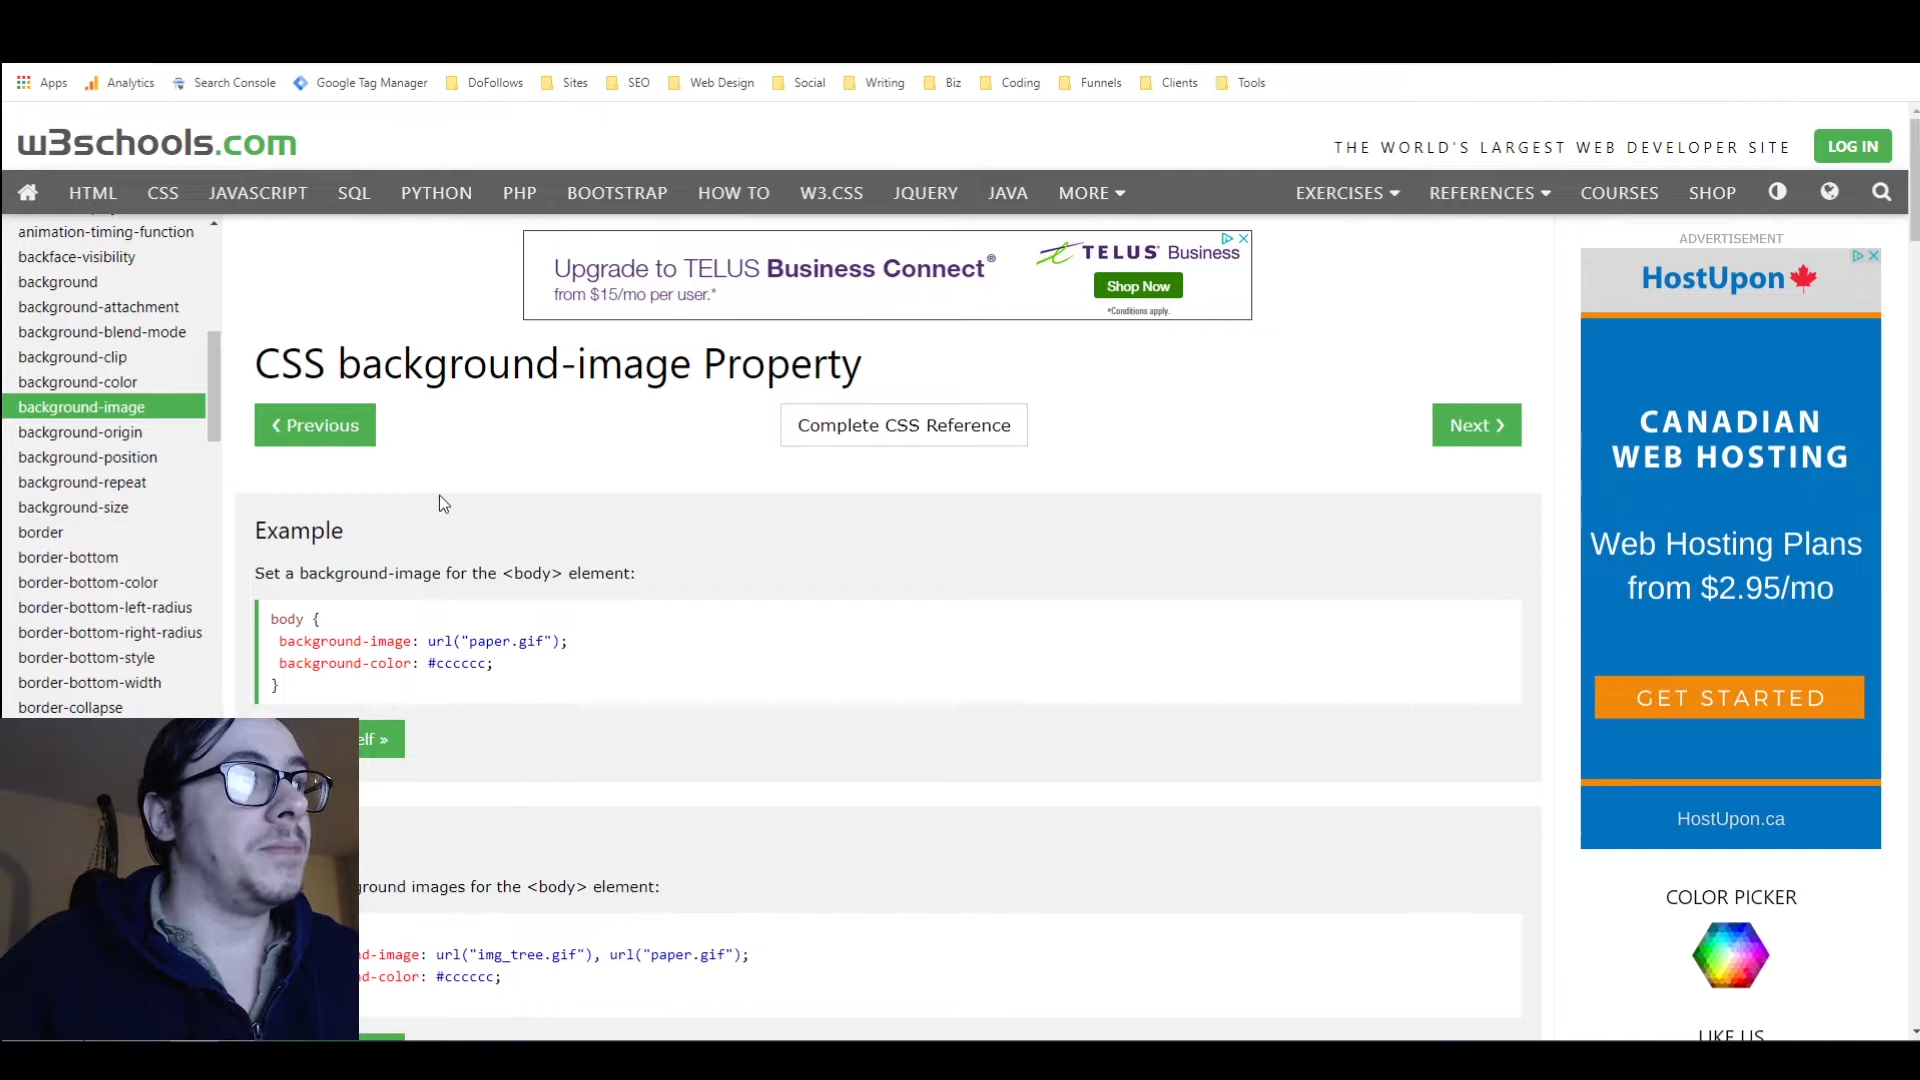 Apps Analytics Search Console Google Tag Manager DoFollows Sites SEO Web Design Social Writing Biz Coding Funnels Clients Tools
w3schools.com
THE WORLD'S LARGEST WEB DEVELOPER SITE
LOG IN
HTML CSS JAVASCRIPT SQL PYTHON PHP BOOTSTRAP HOW TO W3.CSS JQUERY JAVA MORE EXERCISES REFERENCES COURSES SHOP
animation-timing-function
backface-visibility
background
background-attachment
background-blend-mode
background-clip
background-color
background-image
background-origin
background-position
background-repeat
background-size
border
border-bottom
border-bottom-color
border-bottom-left-radius
border-bottom-right-radius
border-bottom-style
border-bottom-width
border-collapse
Upgrade to TELUS Business Connect®
from $15/mo per user.*
TELUS® Business
Shop Now
*Conditions apply.
CSS background-image Property
❮ Previous
Complete CSS Reference
Next ❯
Example
Set a background-image for the <body> element:
body {
background-image: url("paper.gif");
background-color: #cccccc;
}
elf »
ground images for the <body> element:
d-image: url("img_tree.gif"), url("paper.gif");
d-color: #cccccc;
ADVERTISEMENT
HostUpon
CANADIAN
WEB HOSTING
Web Hosting Plans
from $2.95/mo
GET STARTED
HostUpon.ca
COLOR PICKER
LIKE US